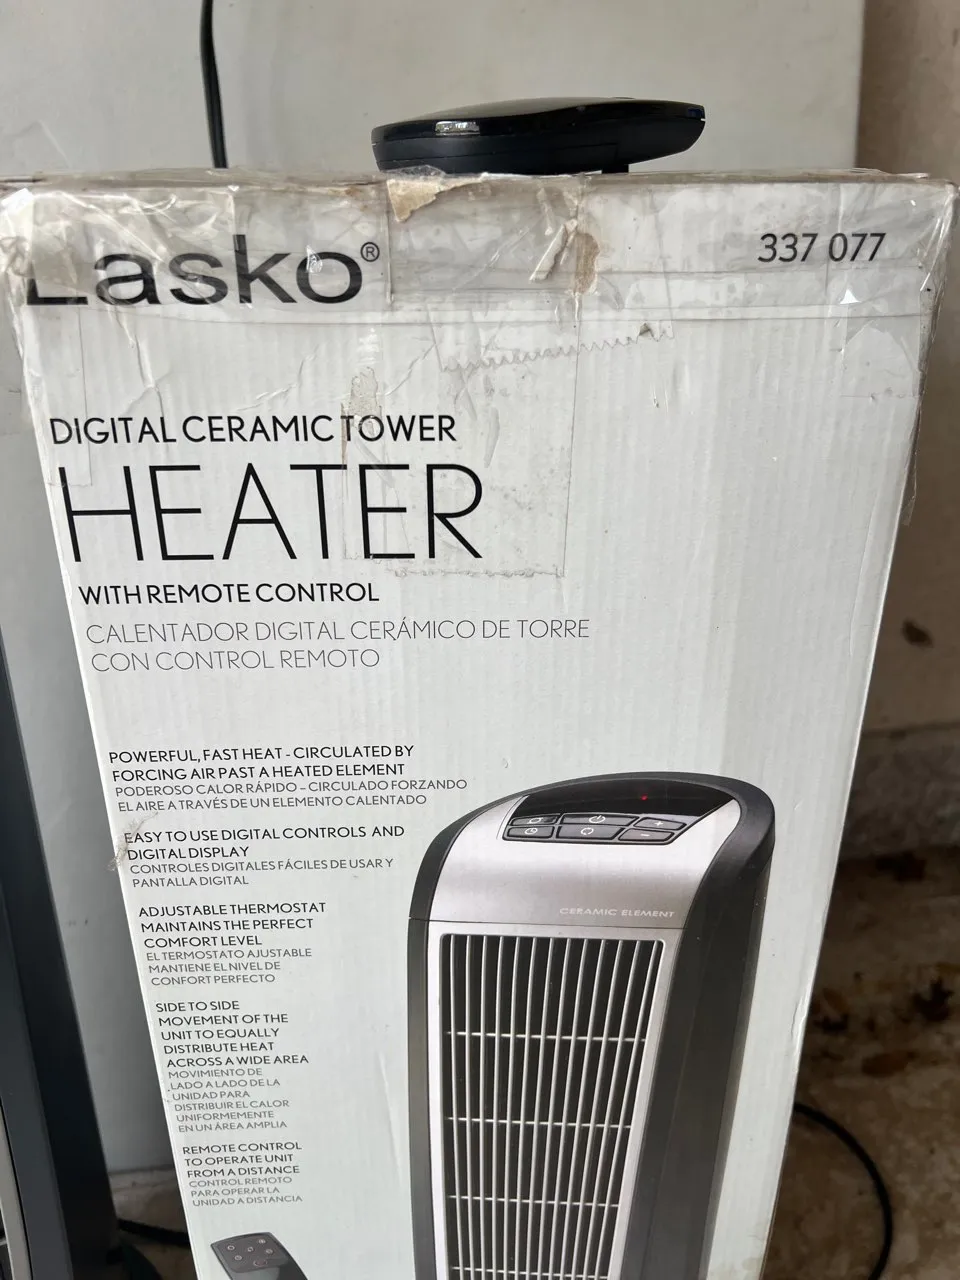 Lasko®
337 077
DIGITAL CERAMIC TOWER
HEATER
WITH REMOTE CONTROL
CALENTADOR DIGITAL CERÁMICO DE TORRE
CON CONTROL REMOTO
POWERFUL, FAST HEAT - CIRCULATED BY
FORCING AIR PAST A HEATED ELEMENT
PODEROSO CALOR RÁPIDO - CIRCULADO FORZANDO
EL AIRE A TRAVÉS DE UN ELEMENTO CALENTADO
EASY TO USE DIGITAL CONTROLS AND
DIGITAL DISPLAY
CONTROLES DIGITALES FÁCILES DE USAR Y
PANTALLA DIGITAL
ADJUSTABLE THERMOSTAT
MAINTAINS THE PERFECT
COMFORT LEVEL
EL TERMOSTATO AJUSTABLE
MANTIENE EL NIVEL DE
CONFORT PERFECTO
SIDE TO SIDE
MOVEMENT OF THE
UNIT TO EQUALLY
DISTRIBUTE HEAT
ACROSS A WIDE AREA
MOVIMIENTO DE
LADO A LADO DE LA
UNIDAD PARA
DISTRIBUIR EL CALOR
UNIFORMEMENTE
EN UN ÁREA AMPLIA
REMOTE CONTROL
TO OPERATE UNIT
FROM A DISTANCE
CONTROL REMOTO
PARA OPERAR LA
UNIDAD A DISTANCIA
CERAMIC ELEMENT